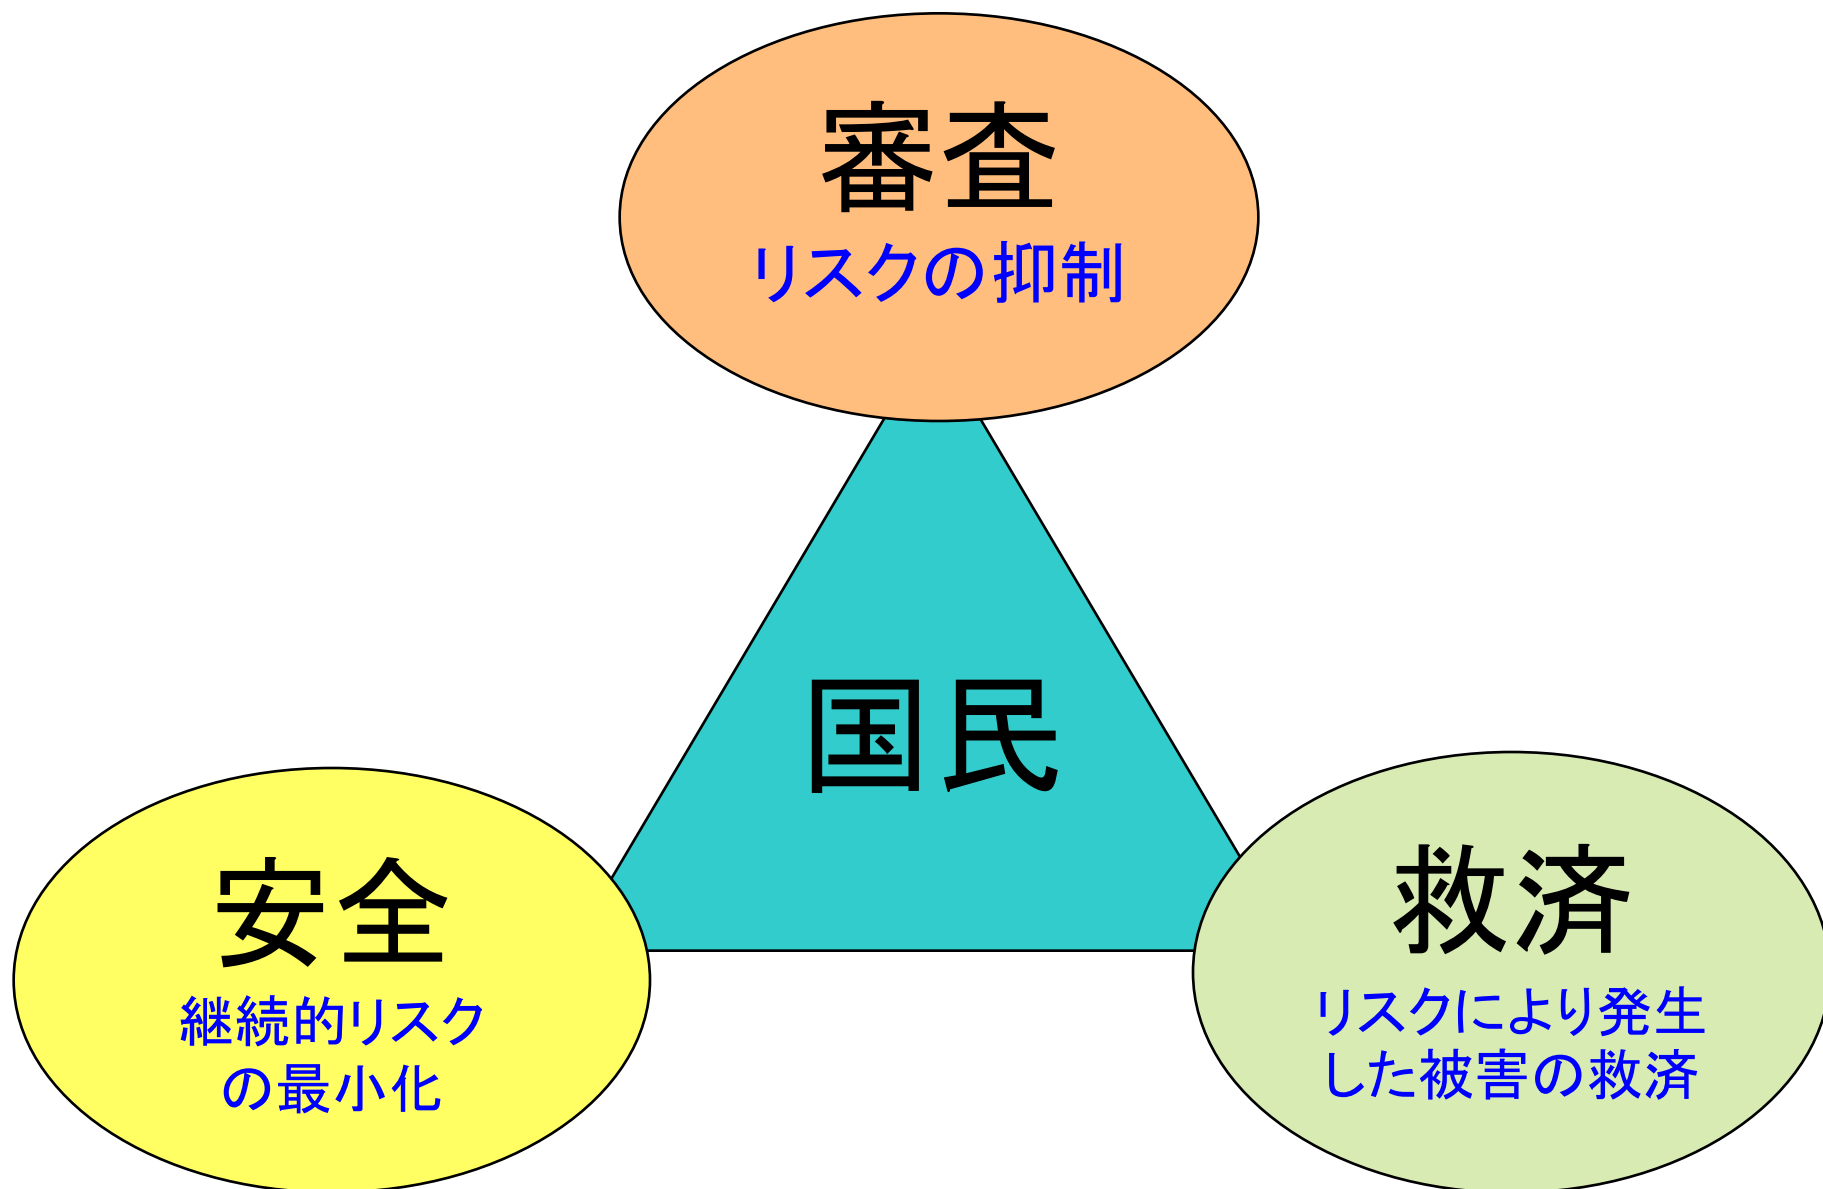 審査
リスクの抑制
国民
安全
継続的リスク
の最小化
救済
リスクにより発生
した被害の救済